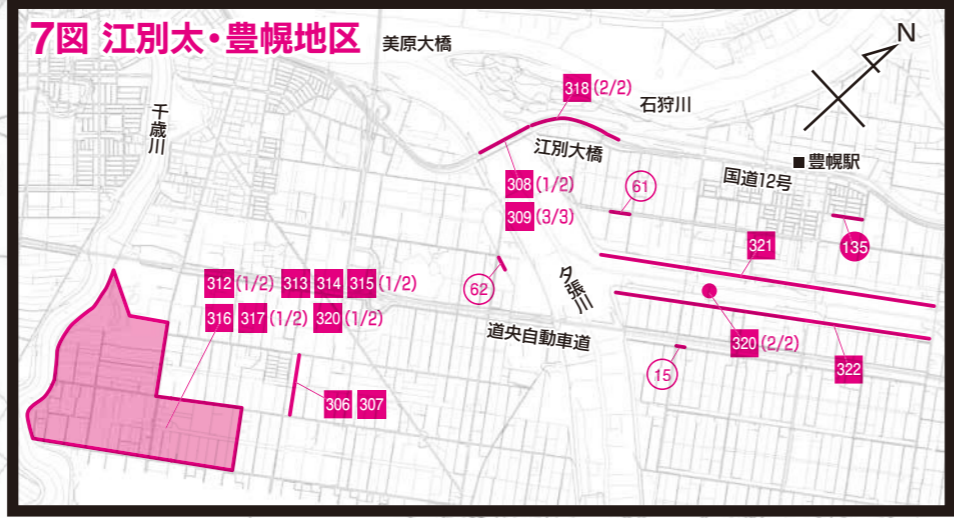 7図 江別太・豊幌地区
美原大橋
N
千歳川
318 (2/2)
石狩川
江別大橋
豊幌駅
国道12号
308 (1/2)
309 (3/3)
61
135
321
62
夕張川
312 (1/2) 313 314 315 (1/2)
316 317 (1/2) 320 (1/2)
道央自動車道
320 (2/2)
15
322
306 307